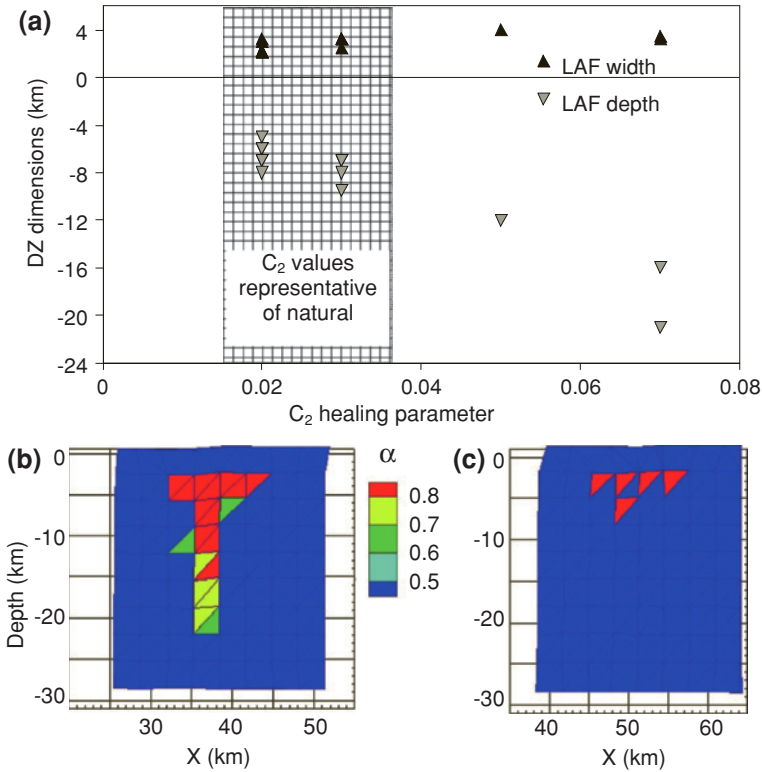 (a)
DZ dimensions (km)
4
0
-4
-8
-12
-16
-20
-24
LAF width
LAF depth
C₂ values
representative
of natural
0 0.02 0.04 0.06 0.08
C₂ healing parameter
(b)
Depth (km)
0
-10
-20
-30
30 40 50
X (km)
α
0.8
0.7
0.6
0.5
(c)
0
-10
-20
-30
40 50 60
X (km)